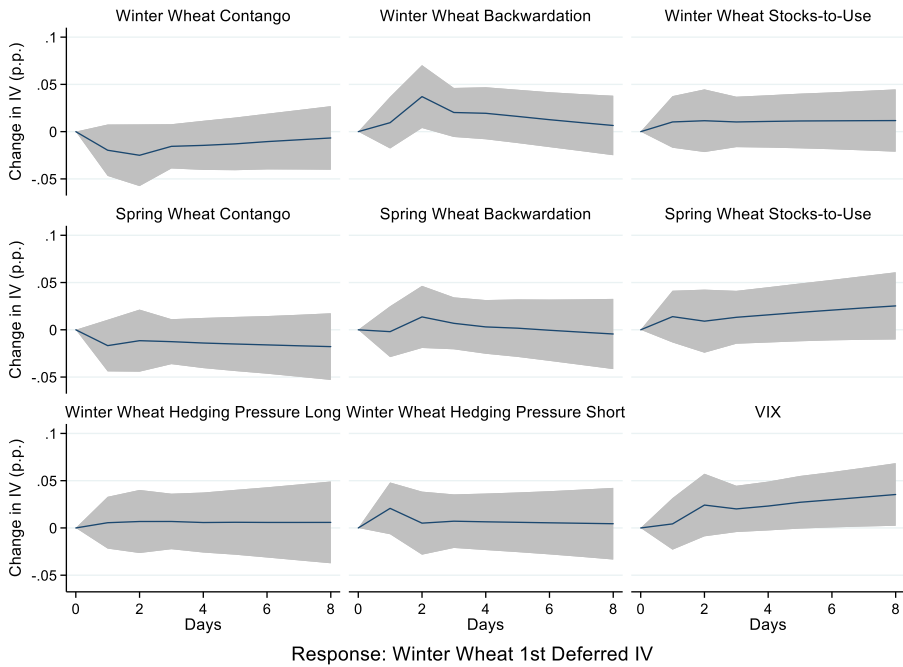 Winter Wheat Contango Winter Wheat Backwardation Winter Wheat Stocks-to-Use
Change in IV (p.p.)
.1
.05
0
-.05
Spring Wheat Contango Spring Wheat Backwardation Spring Wheat Stocks-to-Use
Change in IV (p.p.)
.1
.05
0
-.05
Winter Wheat Hedging Pressure Long Winter Wheat Hedging Pressure Short VIX
Change in IV (p.p.)
.1
.05
0
-.05
0 2 4 6 8 0 2 4 6 8 0 2 4 6 8
Days Days Days
Response: Winter Wheat 1st Deferred IV